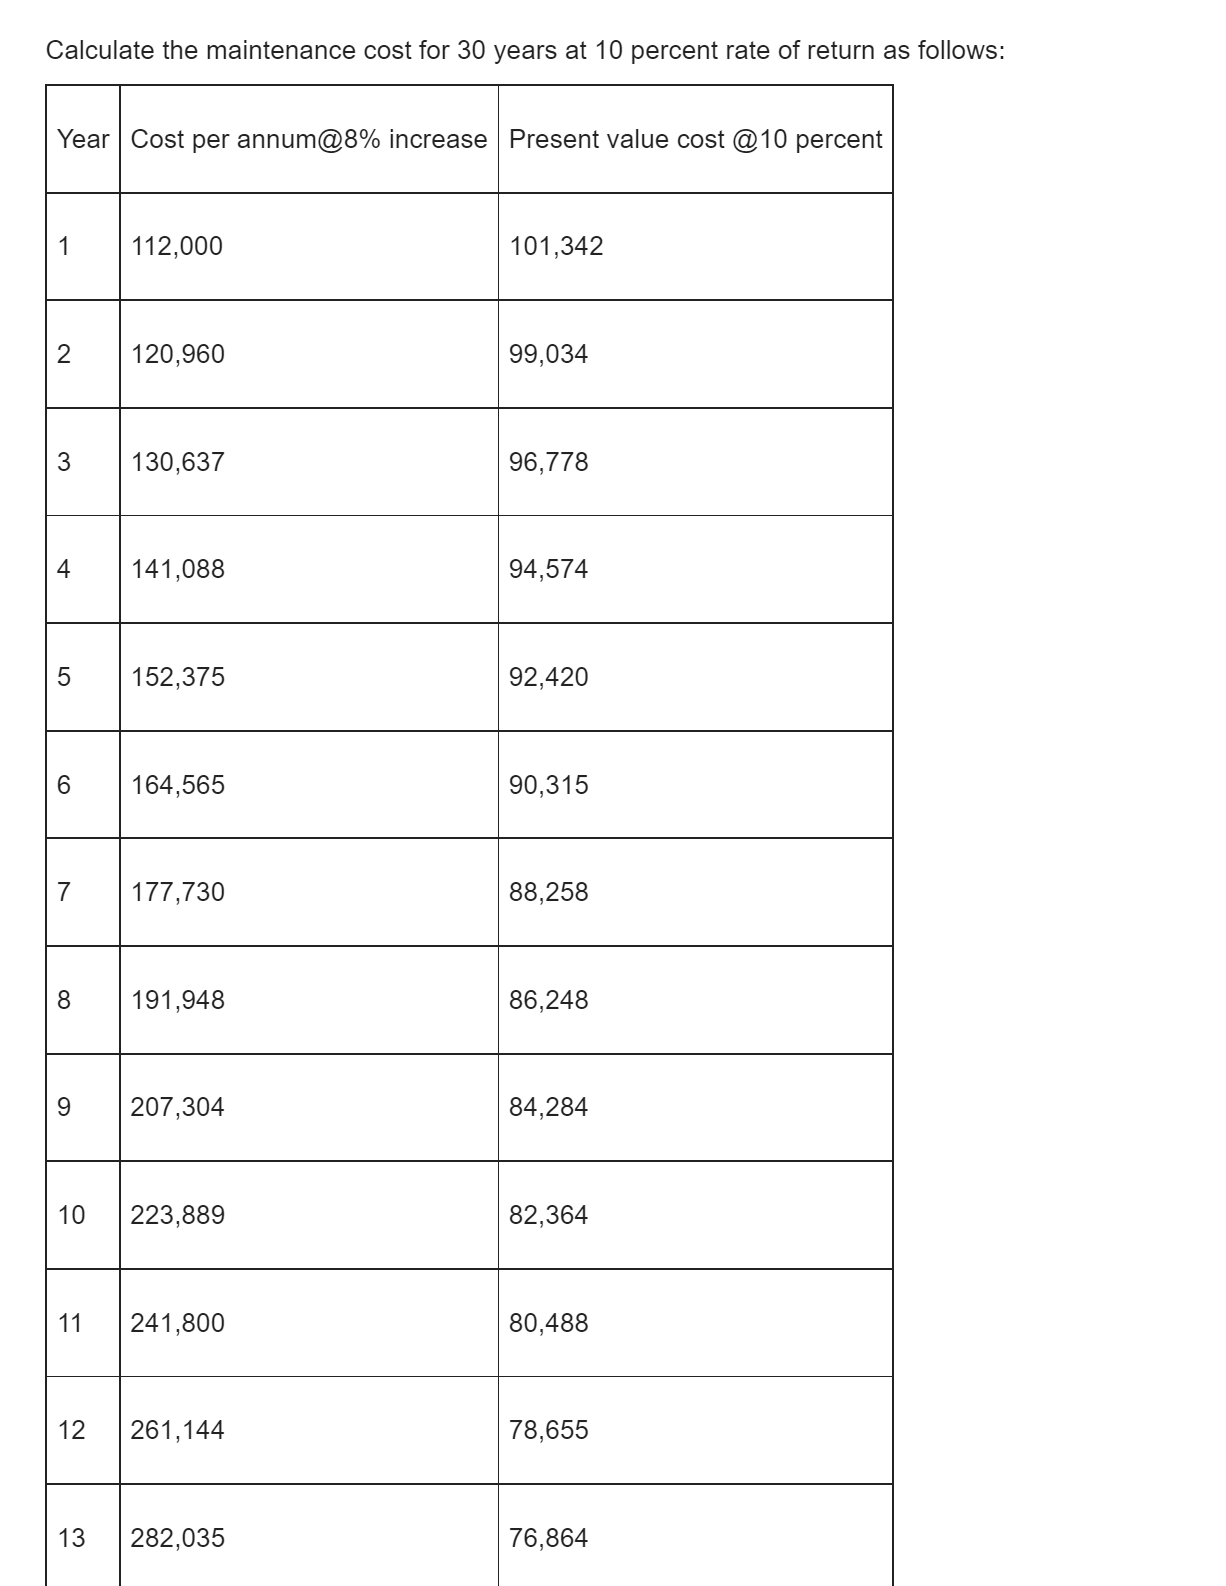 Calculate the maintenance cost for 30 years at 10 percent rate of return as follows:
Year Cost per annum@8% increase Present value cost @10 percent
1 112,000 101,342
2 120,960 99,034
3 130,637 96,778
4 141,088 94,574
5 152,375 92,420
6 164,565 90,315
7 177,730 88,258
8 191,948 86,248
9 207,304 84,284
10 223,889 82,364
11 241,800 80,488
12 261,144 78,655
13 282,035 76,864